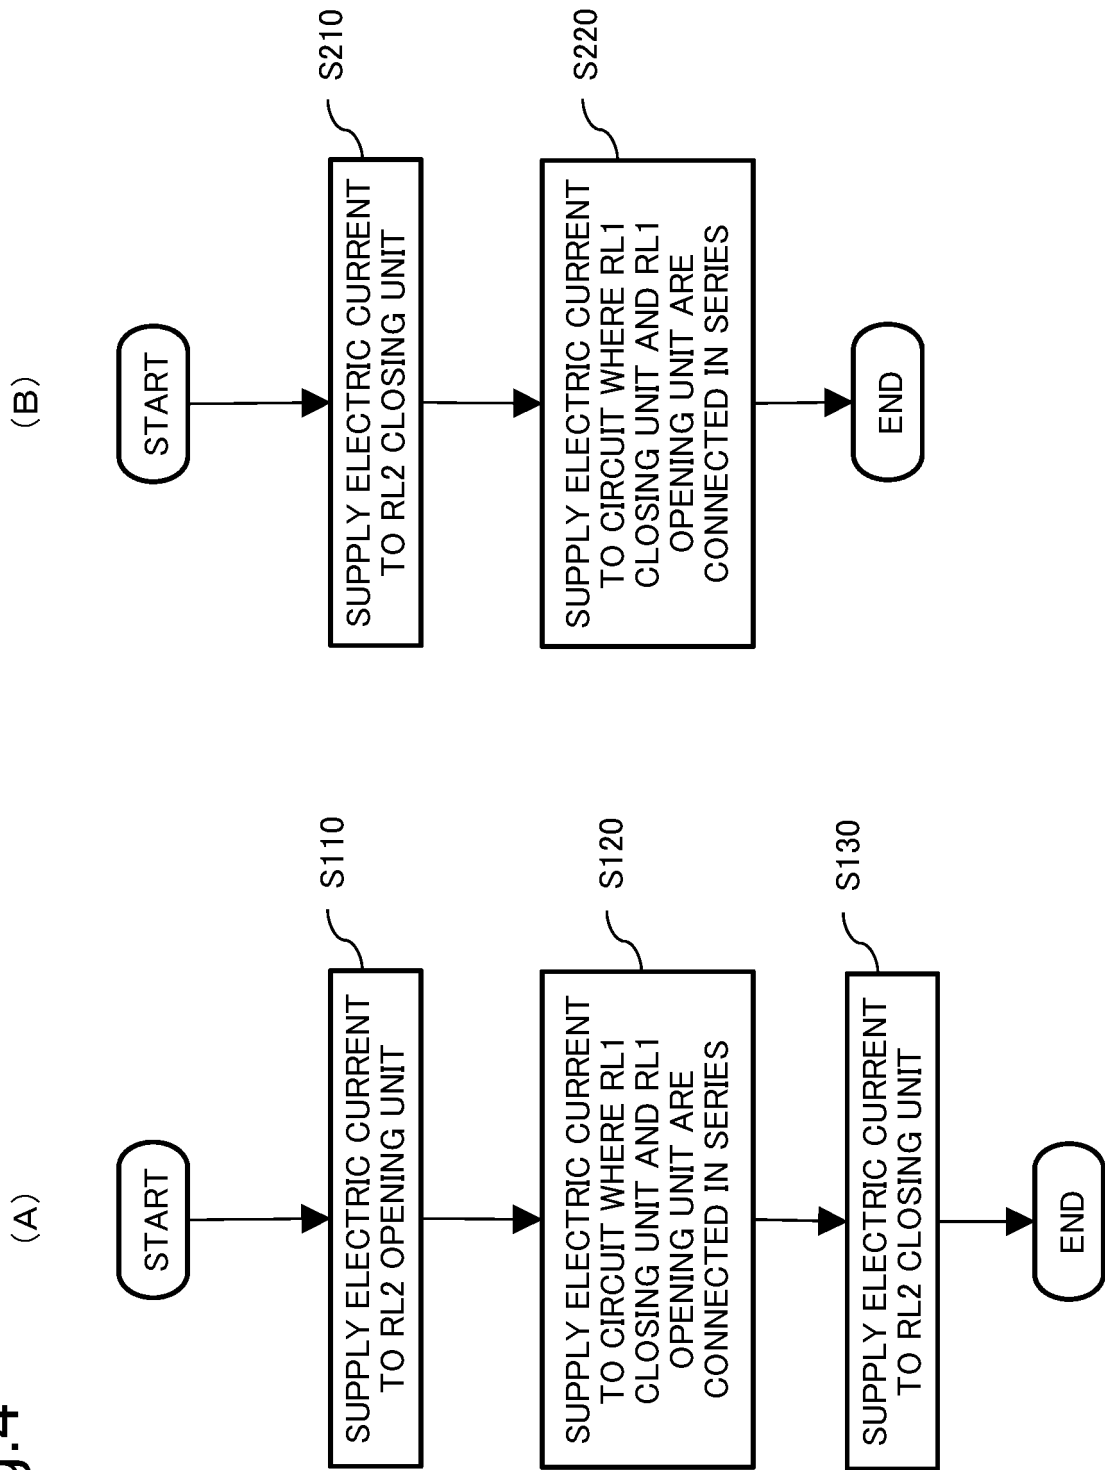 (A)
START
SUPPLY ELECTRIC CURRENT
TO RL2 OPENING UNIT
S110
SUPPLY ELECTRIC CURRENT
TO CIRCUIT WHERE RL1
CLOSING UNIT AND RL1
OPENING UNIT ARE
CONNECTED IN SERIES
S120
SUPPLY ELECTRIC CURRENT
TO RL2 CLOSING UNIT
S130
END
(B)
START
SUPPLY ELECTRIC CURRENT
TO RL2 CLOSING UNIT
S210
SUPPLY ELECTRIC CURRENT
TO CIRCUIT WHERE RL1
CLOSING UNIT AND RL1
OPENING UNIT ARE
CONNECTED IN SERIES
S220
END